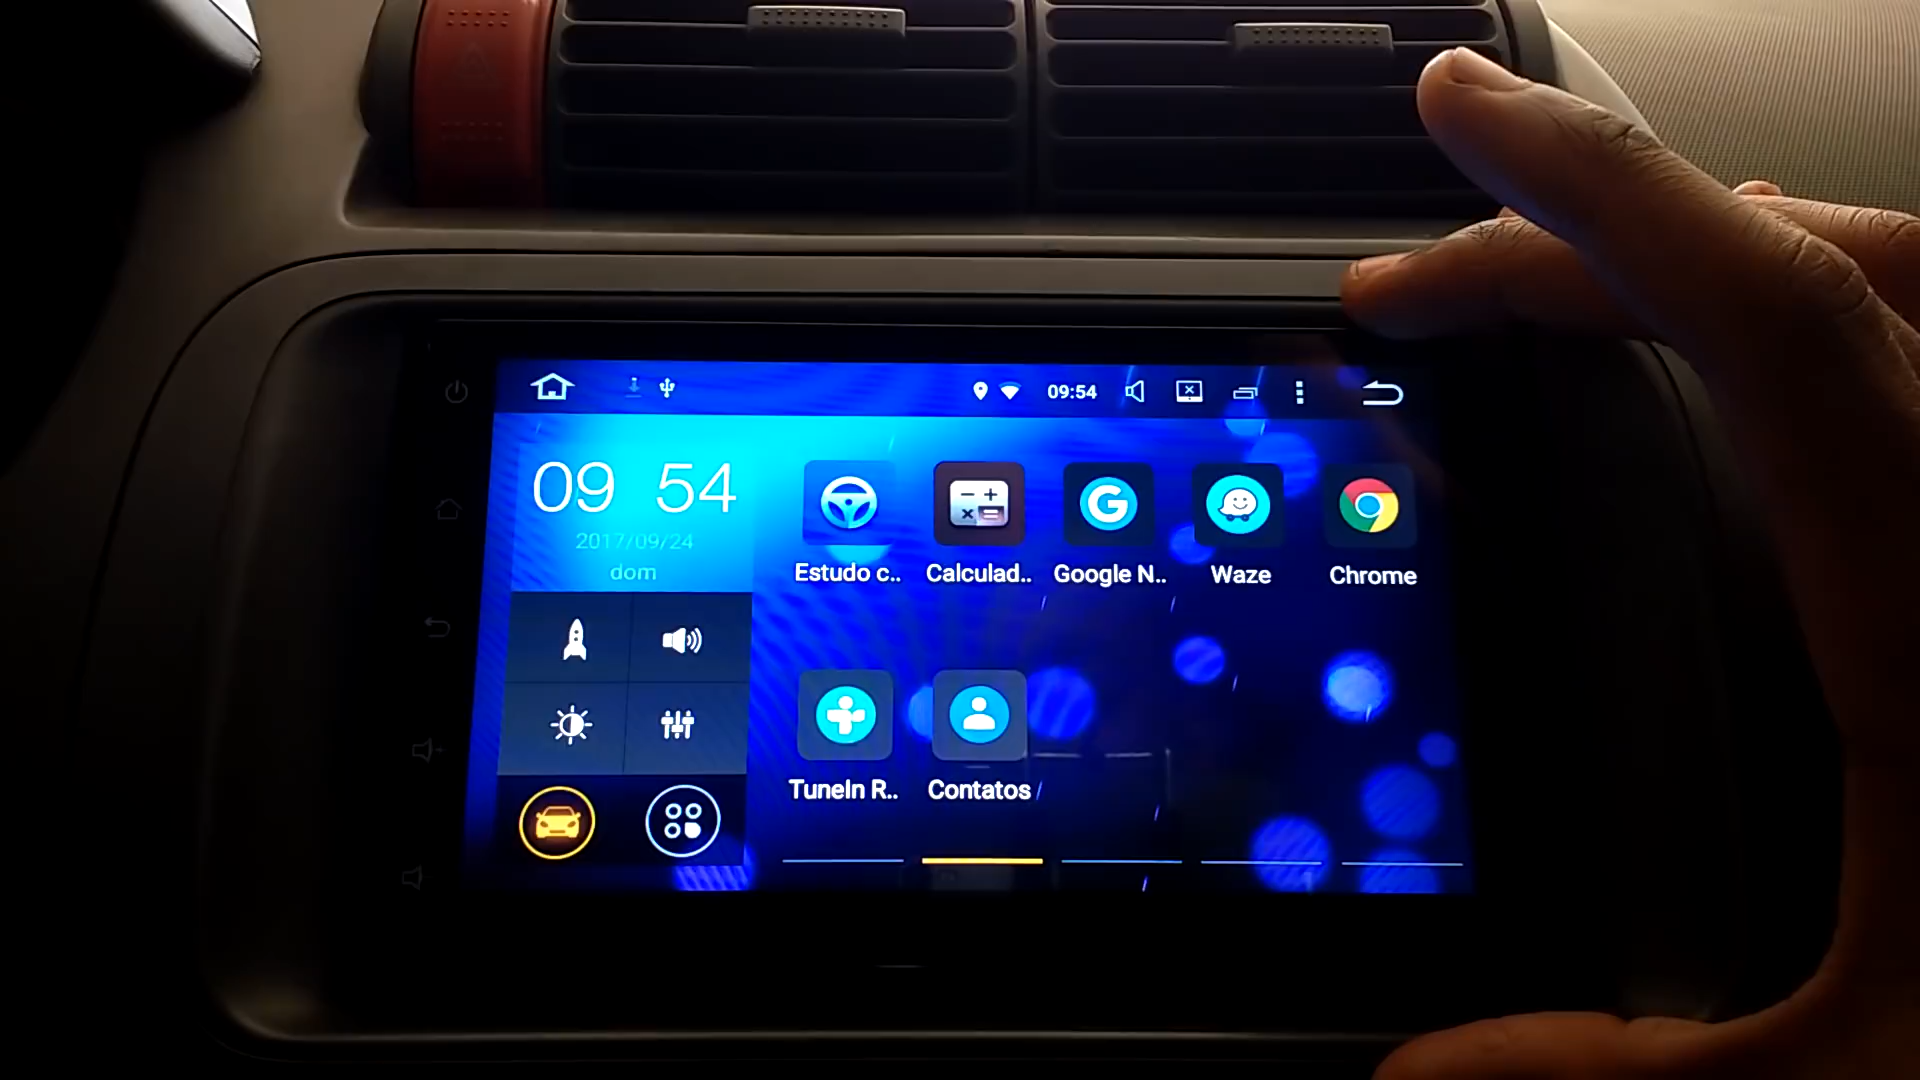 09:54
09 54
2017/09/24
dom
Estudo c..
Calculad..
Google N..
Waze
Chrome
TuneIn R..
Contatos